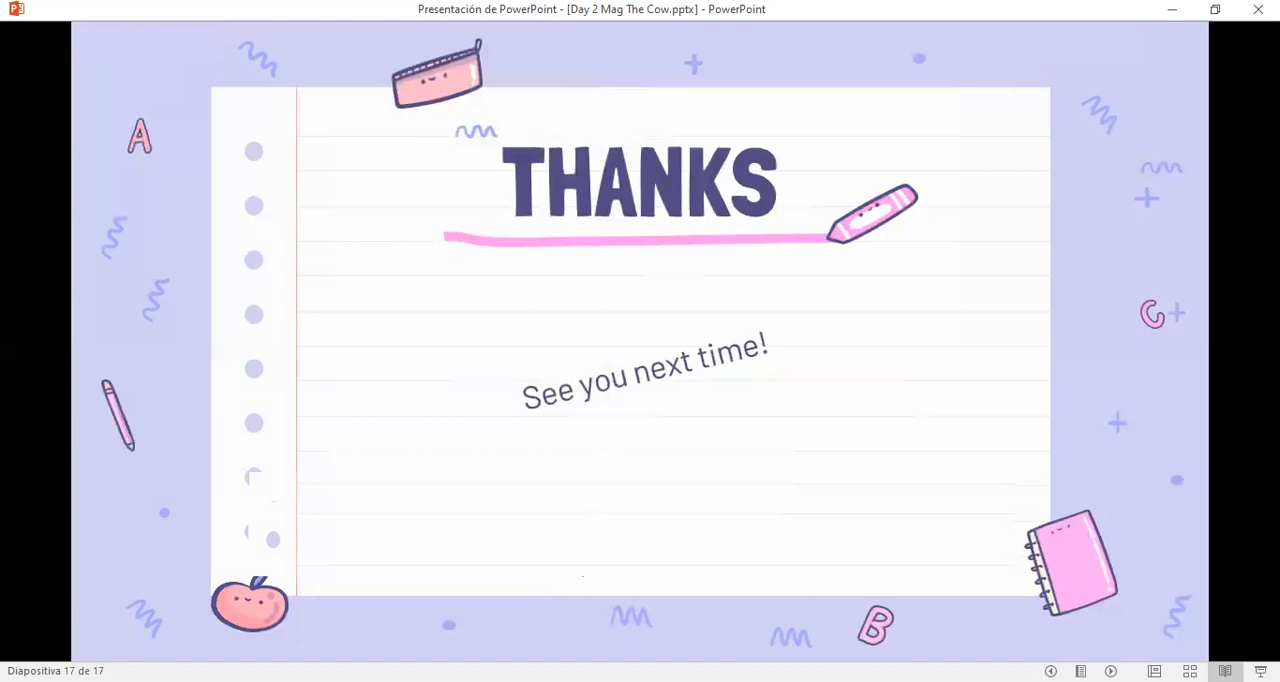 Presentación de PowerPoint - [Day 2 Mag The Cow.pptx] - PowerPoint
A
THANKS
C
See you next time!
B
Diapositiva 17 de 17